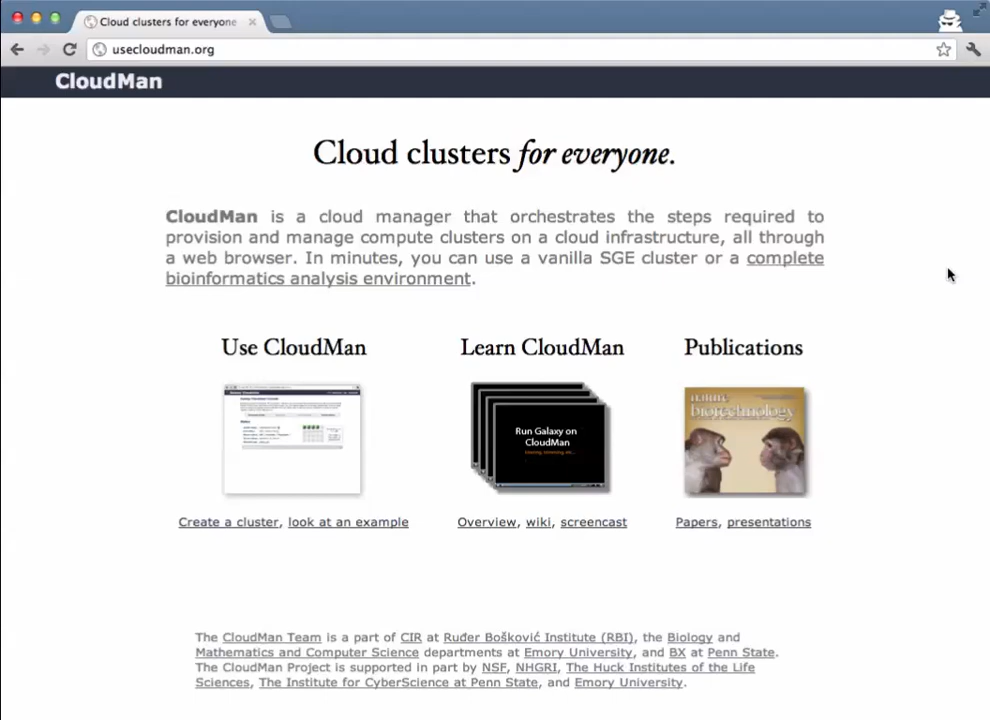 Cloud clusters for everyone
usecloudman.org
CloudMan
Cloud clusters for everyone.
CloudMan is a cloud manager that orchestrates the steps required to
provision and manage compute clusters on a cloud infrastructure, all through
a web browser. In minutes, you can use a vanilla SGE cluster or a complete
bioinformatics analysis environment.
Use CloudMan
Learn CloudMan
Publications
Run Galaxy on
CloudMan
nature
biotechnology
Create a cluster, look at an example
Overview, wiki, screencast
Papers, presentations
The CloudMan Team is a part of CIR at Ruđer Bošković Institute (RBI), the Biology and
Mathematics and Computer Science departments at Emory University, and BX at Penn State.
The CloudMan Project is supported in part by NSF, NHGRI, The Huck Institutes of the Life
Sciences, The Institute for CyberScience at Penn State, and Emory University.